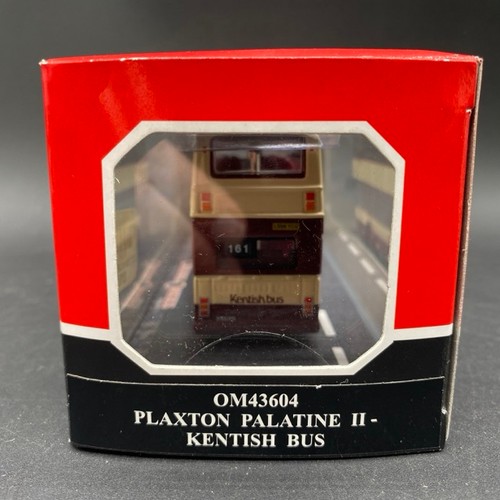 161
Kentish bus
OM43604
PLAXTON PALATINE II -
KENTISH BUS